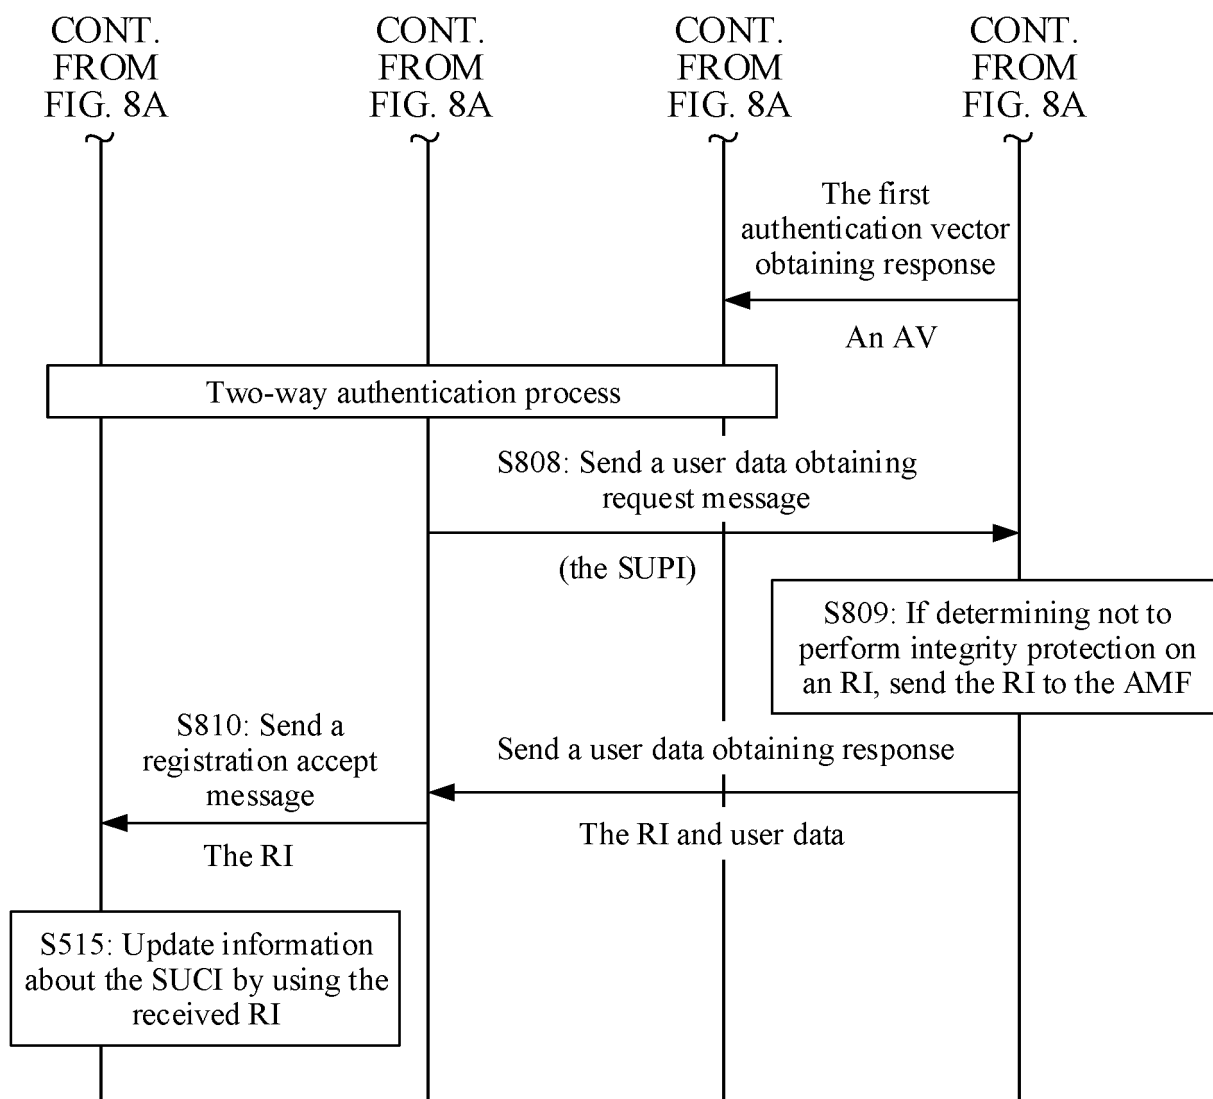 CONT.
FROM
FIG. 8A
CONT.
FROM
FIG. 8A
CONT.
FROM
FIG. 8A
CONT.
FROM
FIG. 8A
The first
authentication vector
obtaining response
An AV
Two-way authentication process
S808: Send a user data obtaining
request message
(the SUPI)
S809: If determining not to
perform integrity protection on
an RI, send the RI to the AMF
Send a user data obtaining response
The RI and user data
S810: Send a
registration accept
message
The RI
S515: Update information
about the SUCI by using the
received RI